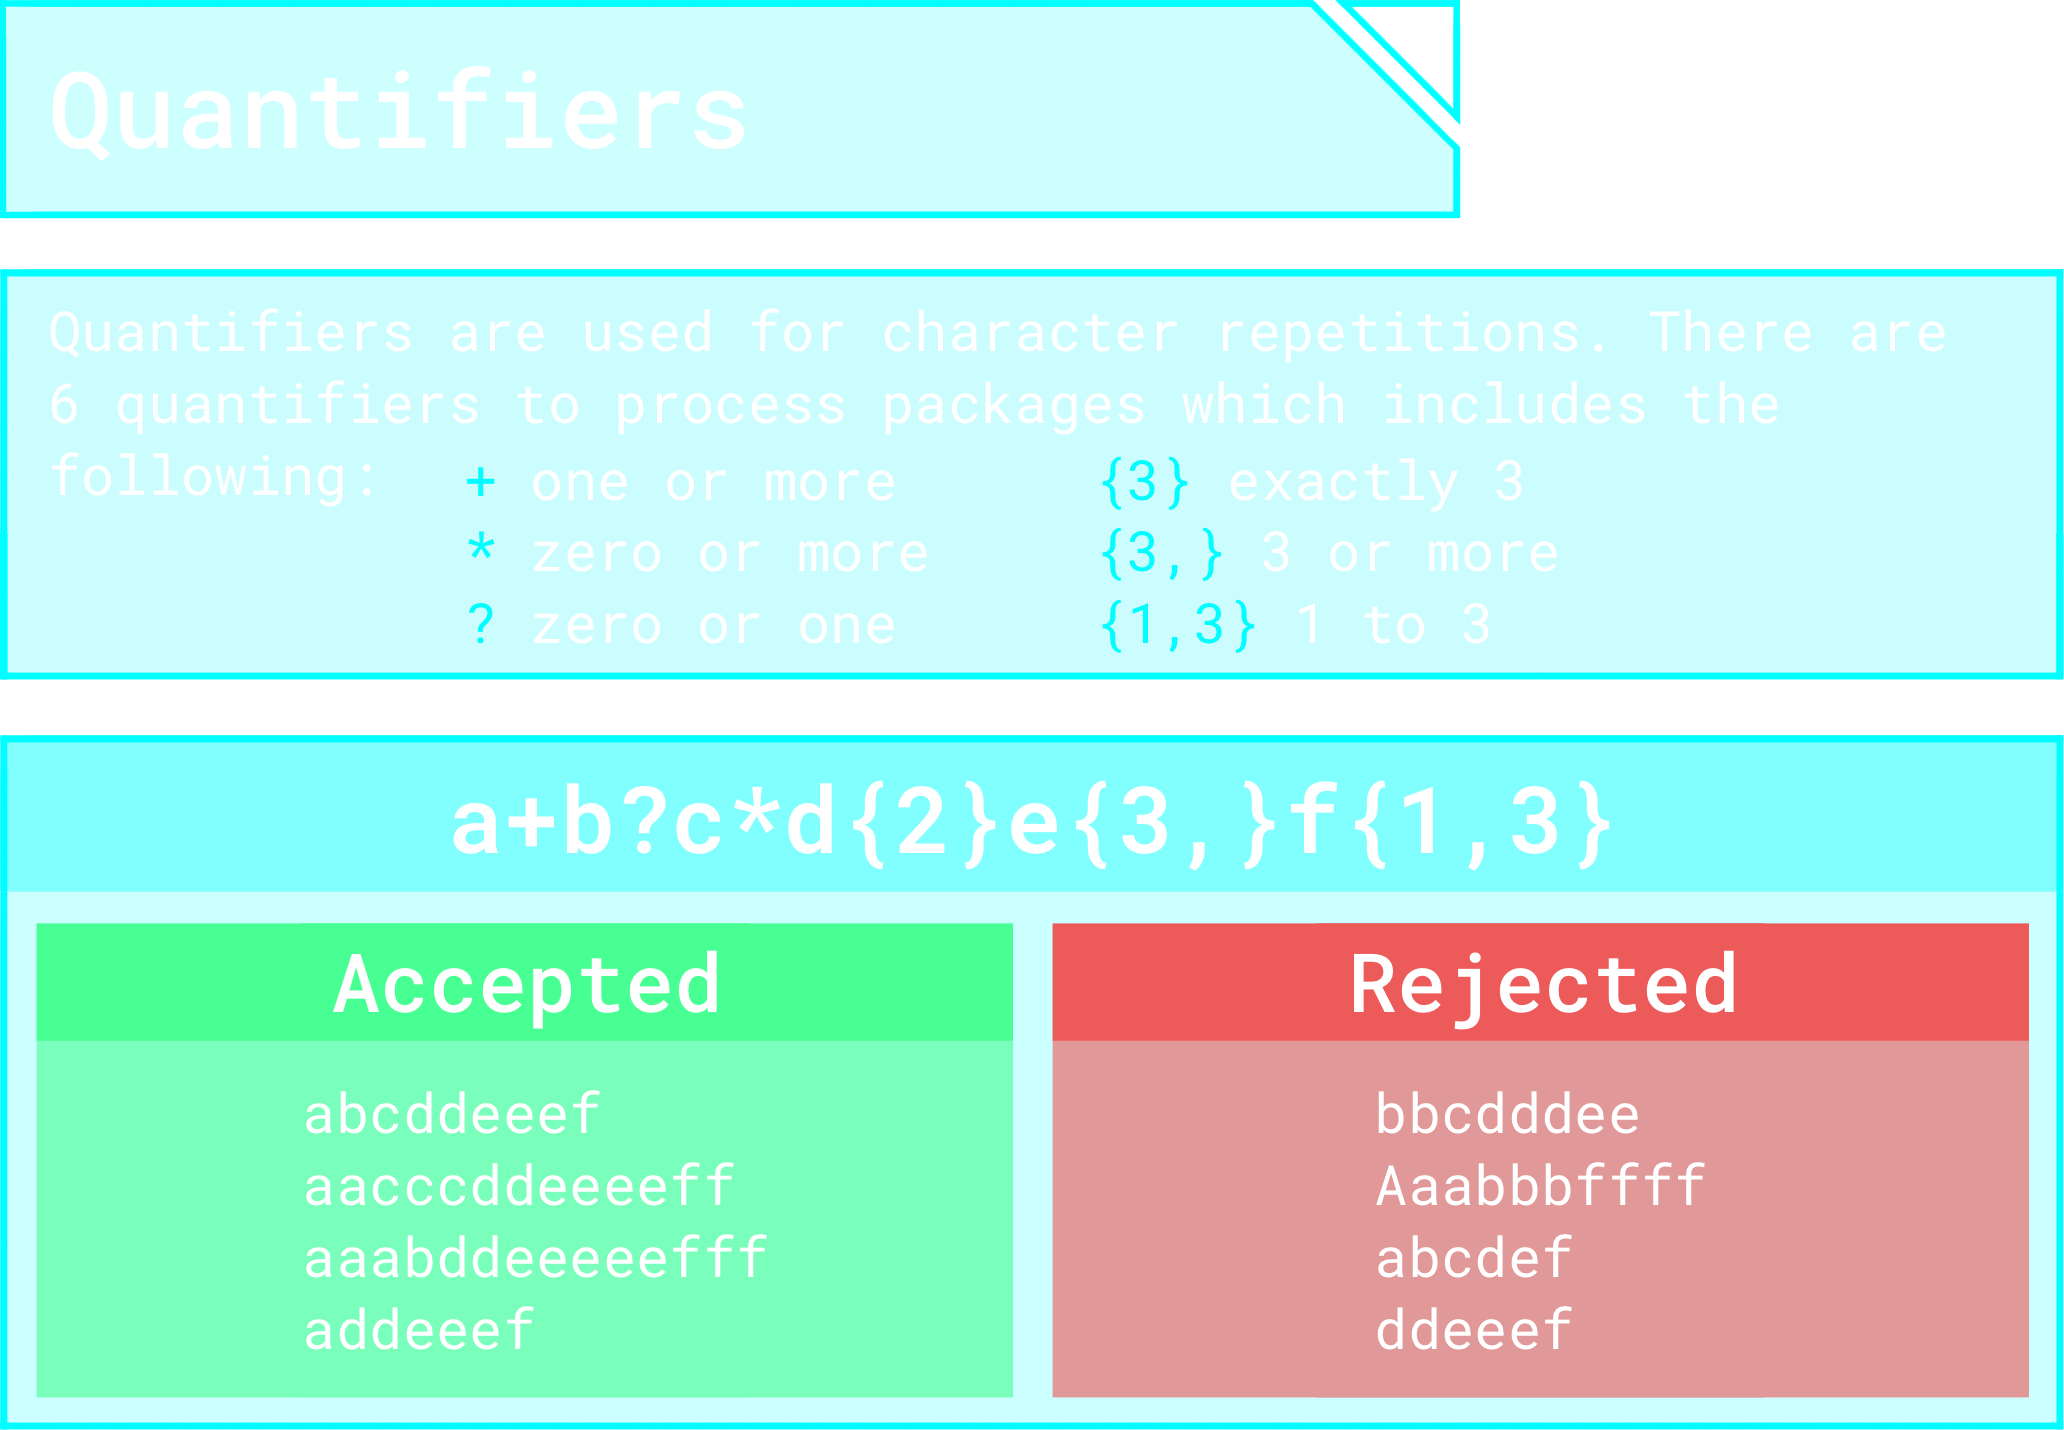 Quantifiers
Quantifiers are used for character repetitions. There are
6 quantifiers to process packages which includes the
following:
+ one or more
* zero or more
? zero or one
{3} exactly 3
{3,} 3 or more
{1,3} 1 to 3
a+b?c*d{2}e{3,}f{1,3}
Accepted
abcddeeef
aacccddeeeeff
aaabddeeeeefff
addeeef
Rejected
bbcdddee
Aaabbbffff
abcdef
ddeeef